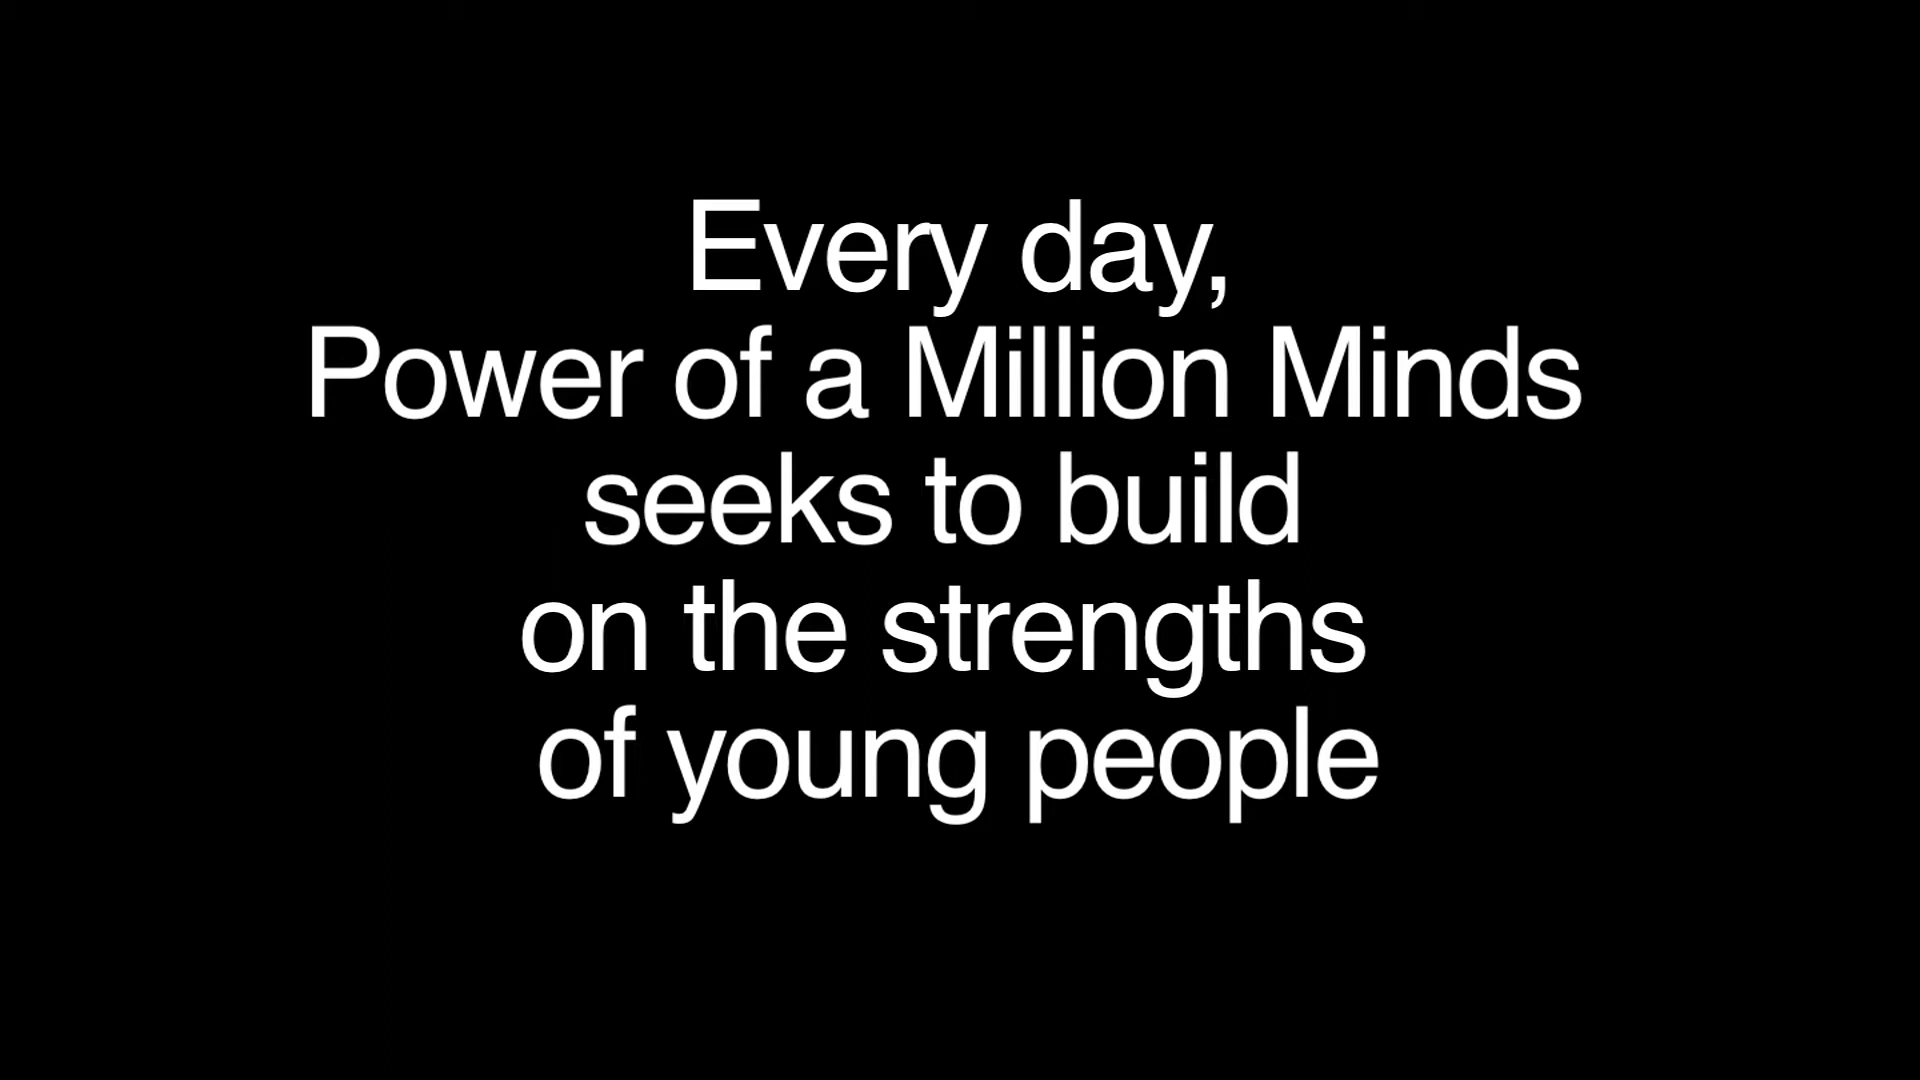 Every day,
Power of a Million Minds
seeks to build
on the strengths
of young people